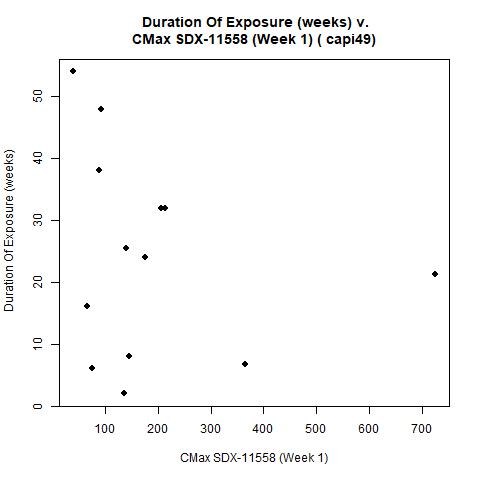 Duration Of Exposure (weeks) v.
CMax SDX-11558 (Week 1) ( capi49)
Duration Of Exposure (weeks)
50
40
30
20
10
0
100 200 300 400 500 600 700
CMax SDX-11558 (Week 1)